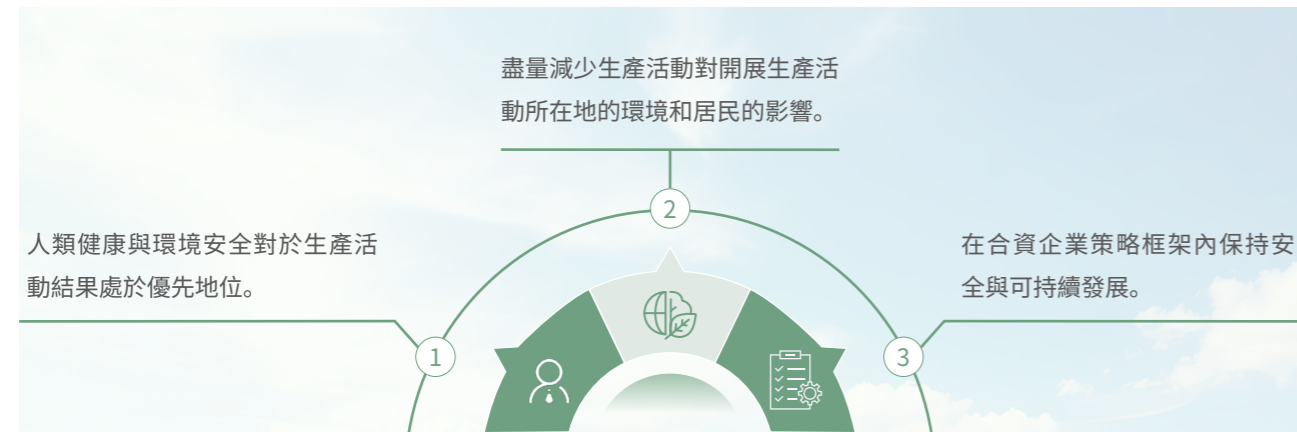 盡量減少生產活動對開展生產活
動所在地的環境和居民的影響。
2
人類健康與環境安全對於生產活
動結果處於優先地位。
1
在合資企業策略框架內保持安
全與可持續發展。
3